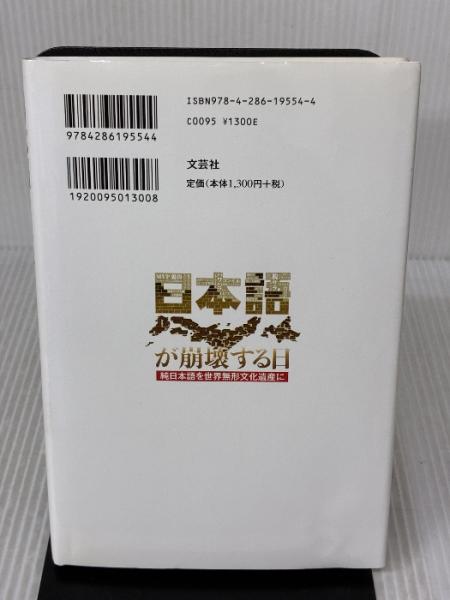 ISBN978-4-286-19554-4
C0095 ¥1300E
9784286195544
文芸社
定価(本体1,300円+税)
1920095013008
日本語
が崩壊する日
純日本語を世界無形文化遺産に